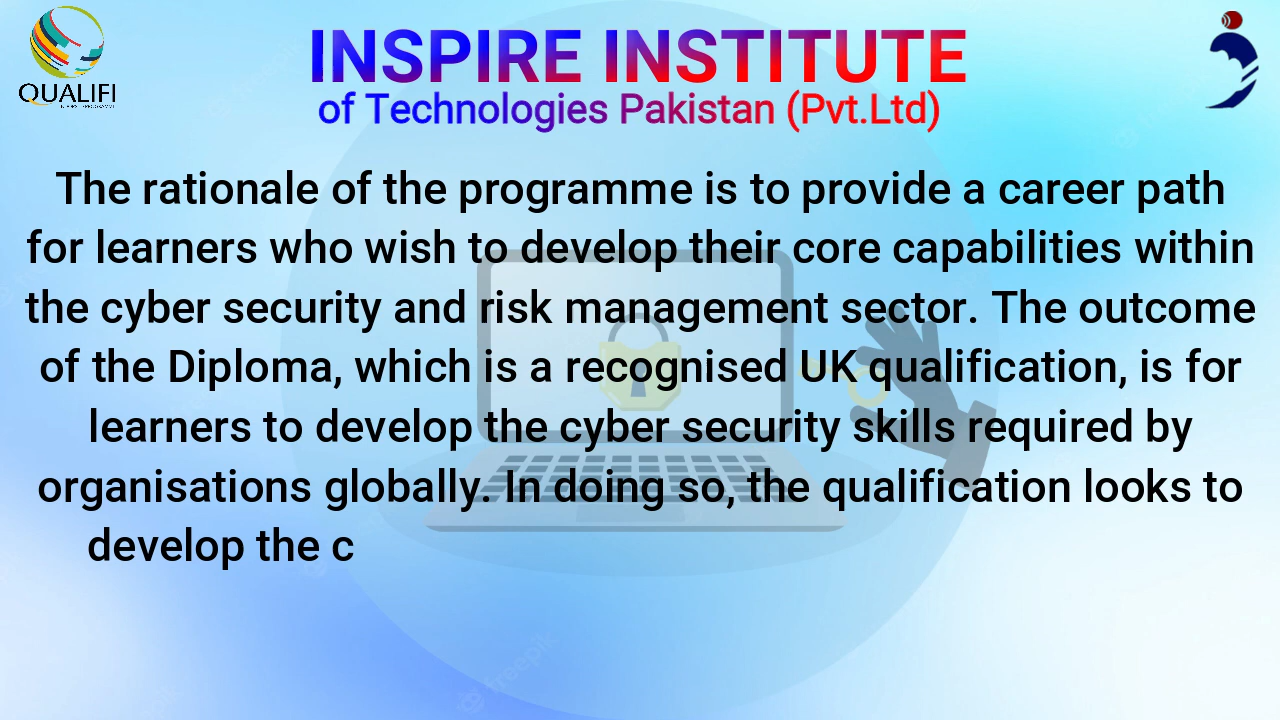 QUALIFI
INSPIRE INSTITUTE
of Technologies Pakistan (Pvt.Ltd)
The rationale of the programme is to provide a career path
for learners who wish to develop their core capabilities within
the cyber security and risk management sector. The outcome
of the Diploma, which is a recognised UK qualification, is for
learners to develop the cyber security skills required by
organisations globally. In doing so, the qualification looks to
develop the c
freepik